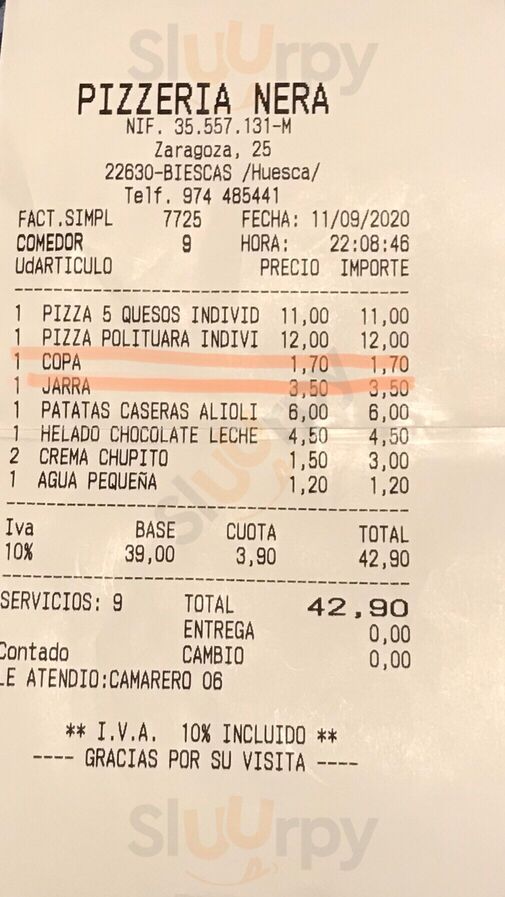 Sluurpy
PIZZERIA NERA
NIF. 35.557.131-M
Zaragoza, 25
22630-BIESCAS /Huesca/
Telf. 974 485441
FACT.SIMPL 7725 FECHA: 11/09/2020
COMEDOR 9 HORA: 22:08:46
UdARTICULO PRECIO IMPORTE
1 PIZZA 5 QUESOS INDIVID 11,00 11,00
1 PIZZA POLITUARA INDIVI 12,00 12,00
1 COPA 1,70 1,70
1 JARRA 3,50 3,50
1 PATATAS CASERAS ALIOLI 6,00 6,00
1 HELADO CHOCOLATE LECHE 4,50 4,50
2 CREMA CHUPITO 1,50 3,00
1 AGUA PEQUEÑA 1,20 1,20
Sluurpy
Iva BASE CUOTA TOTAL
10% 39,00 3,90 42,90
SERVICIOS: 9 TOTAL 42,90
ENTREGA 0,00
Contado CAMBIO 0,00
LE ATENDIO:CAMARERO 06
** I.V.A. 10% INCLUIDO **
---- GRACIAS POR SU VISITA ----
Sluurpy